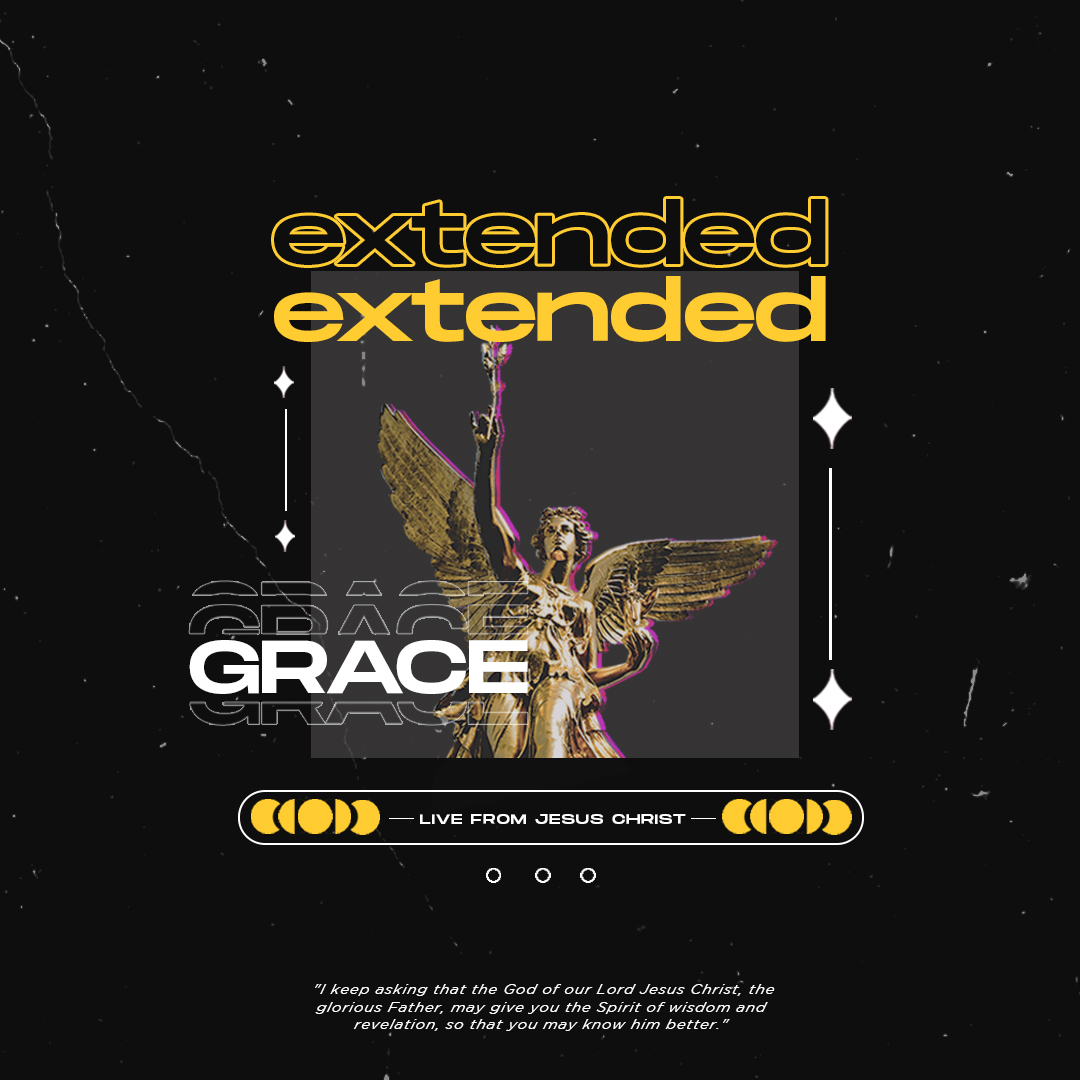 extended
extended
GRACE
GRACE
GRACE
GRACE
LIVE FROM JESUS CHRIST
"I keep asking that the God of our Lord Jesus Christ, the
glorious Father, may give you the Spirit of wisdom and
revelation, so that you may know him better."